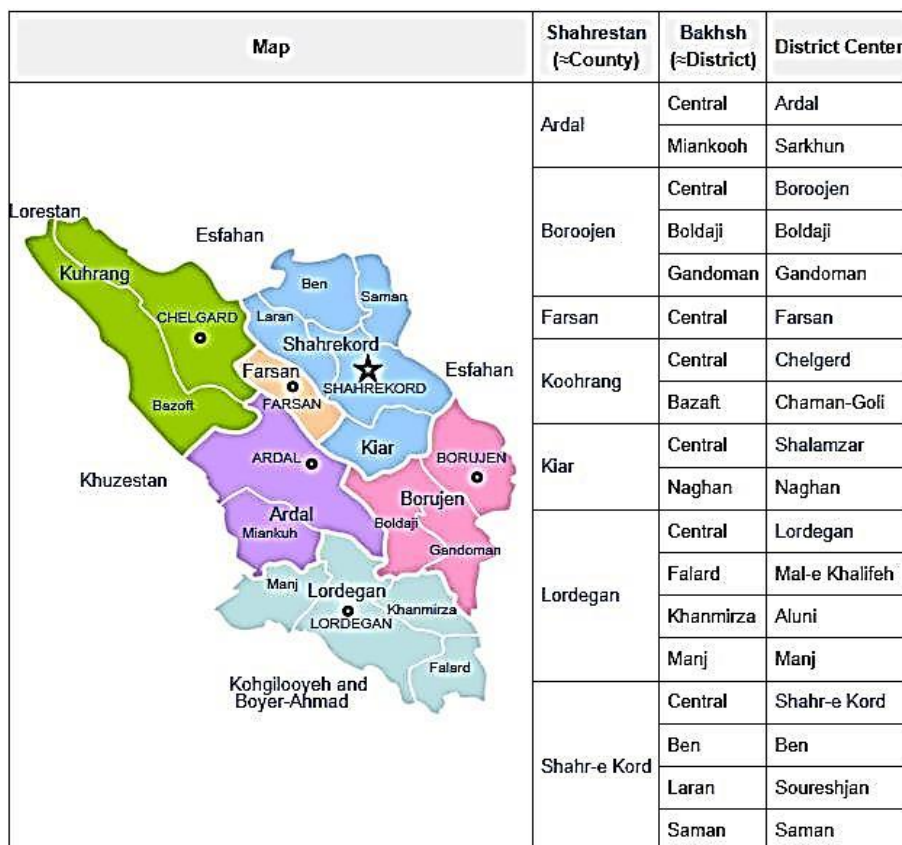 Map
Shahrestan
(≈County)
Bakhsh
(≈District)
District Center
Lorestan
Esfahan
Kuhrang
CHELGARD
Bazoft
Ben
Saman
Laran
Shahrekord
SHAHREKORD
Farsan
FARSAN
Esfahan
Kiar
BORUJEN
Borujen
Boldaji
Gandoman
Khuzestan
ARDAL
Ardal
Miankuh
Manj
Lordegan
LORDEGAN
Khanmirza
Falard
Kohgilooyeh and
Boyer-Ahmad
Ardal
Central Ardal
Miankooh Sarkhun
Boroojen
Central Boroojen
Boldaji Boldaji
Gandoman Gandoman
Farsan Central Farsan
Koohrang
Central Chelgerd
Bazaft Chaman-Goli
Kiar
Central Shalamzar
Naghan Naghan
Lordegan
Central Lordegan
Falard Mal-e Khalifeh
Khanmirza Aluni
Manj Manj
Shahr-e Kord
Central Shahr-e Kord
Ben Ben
Laran Soureshjan
Saman Saman